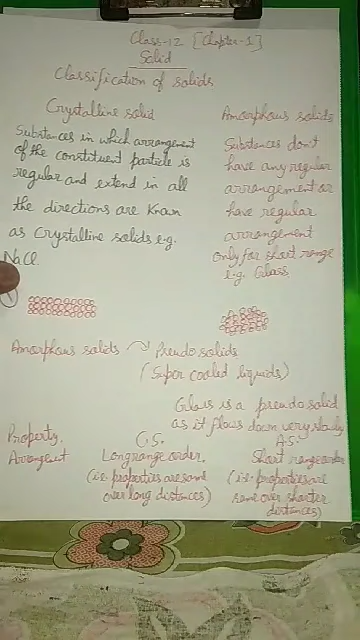 Class-12 [Chapter-1]
Solid
Classification of solids
Crystalline solid
Substances in which arrangement
of the constituent particle is
regular and extend in all
the directions are Known
as Crystalline solids e.g.
NaCl.
Amorphous solids
Substances don't
have any regular
arrangement or
have regular
arrangement
only for short range
e.g. Glass
Amorphous solids → Pseudo solids
(Super cooled liquids)
Glass is a pseudo solid
as it flows down very slowly
Property. C.S. A.S.
Arrangment Long range order. Short range order
(i.e. properties are same
over long distances)
(i.e. properties are
same over shorter
distances)